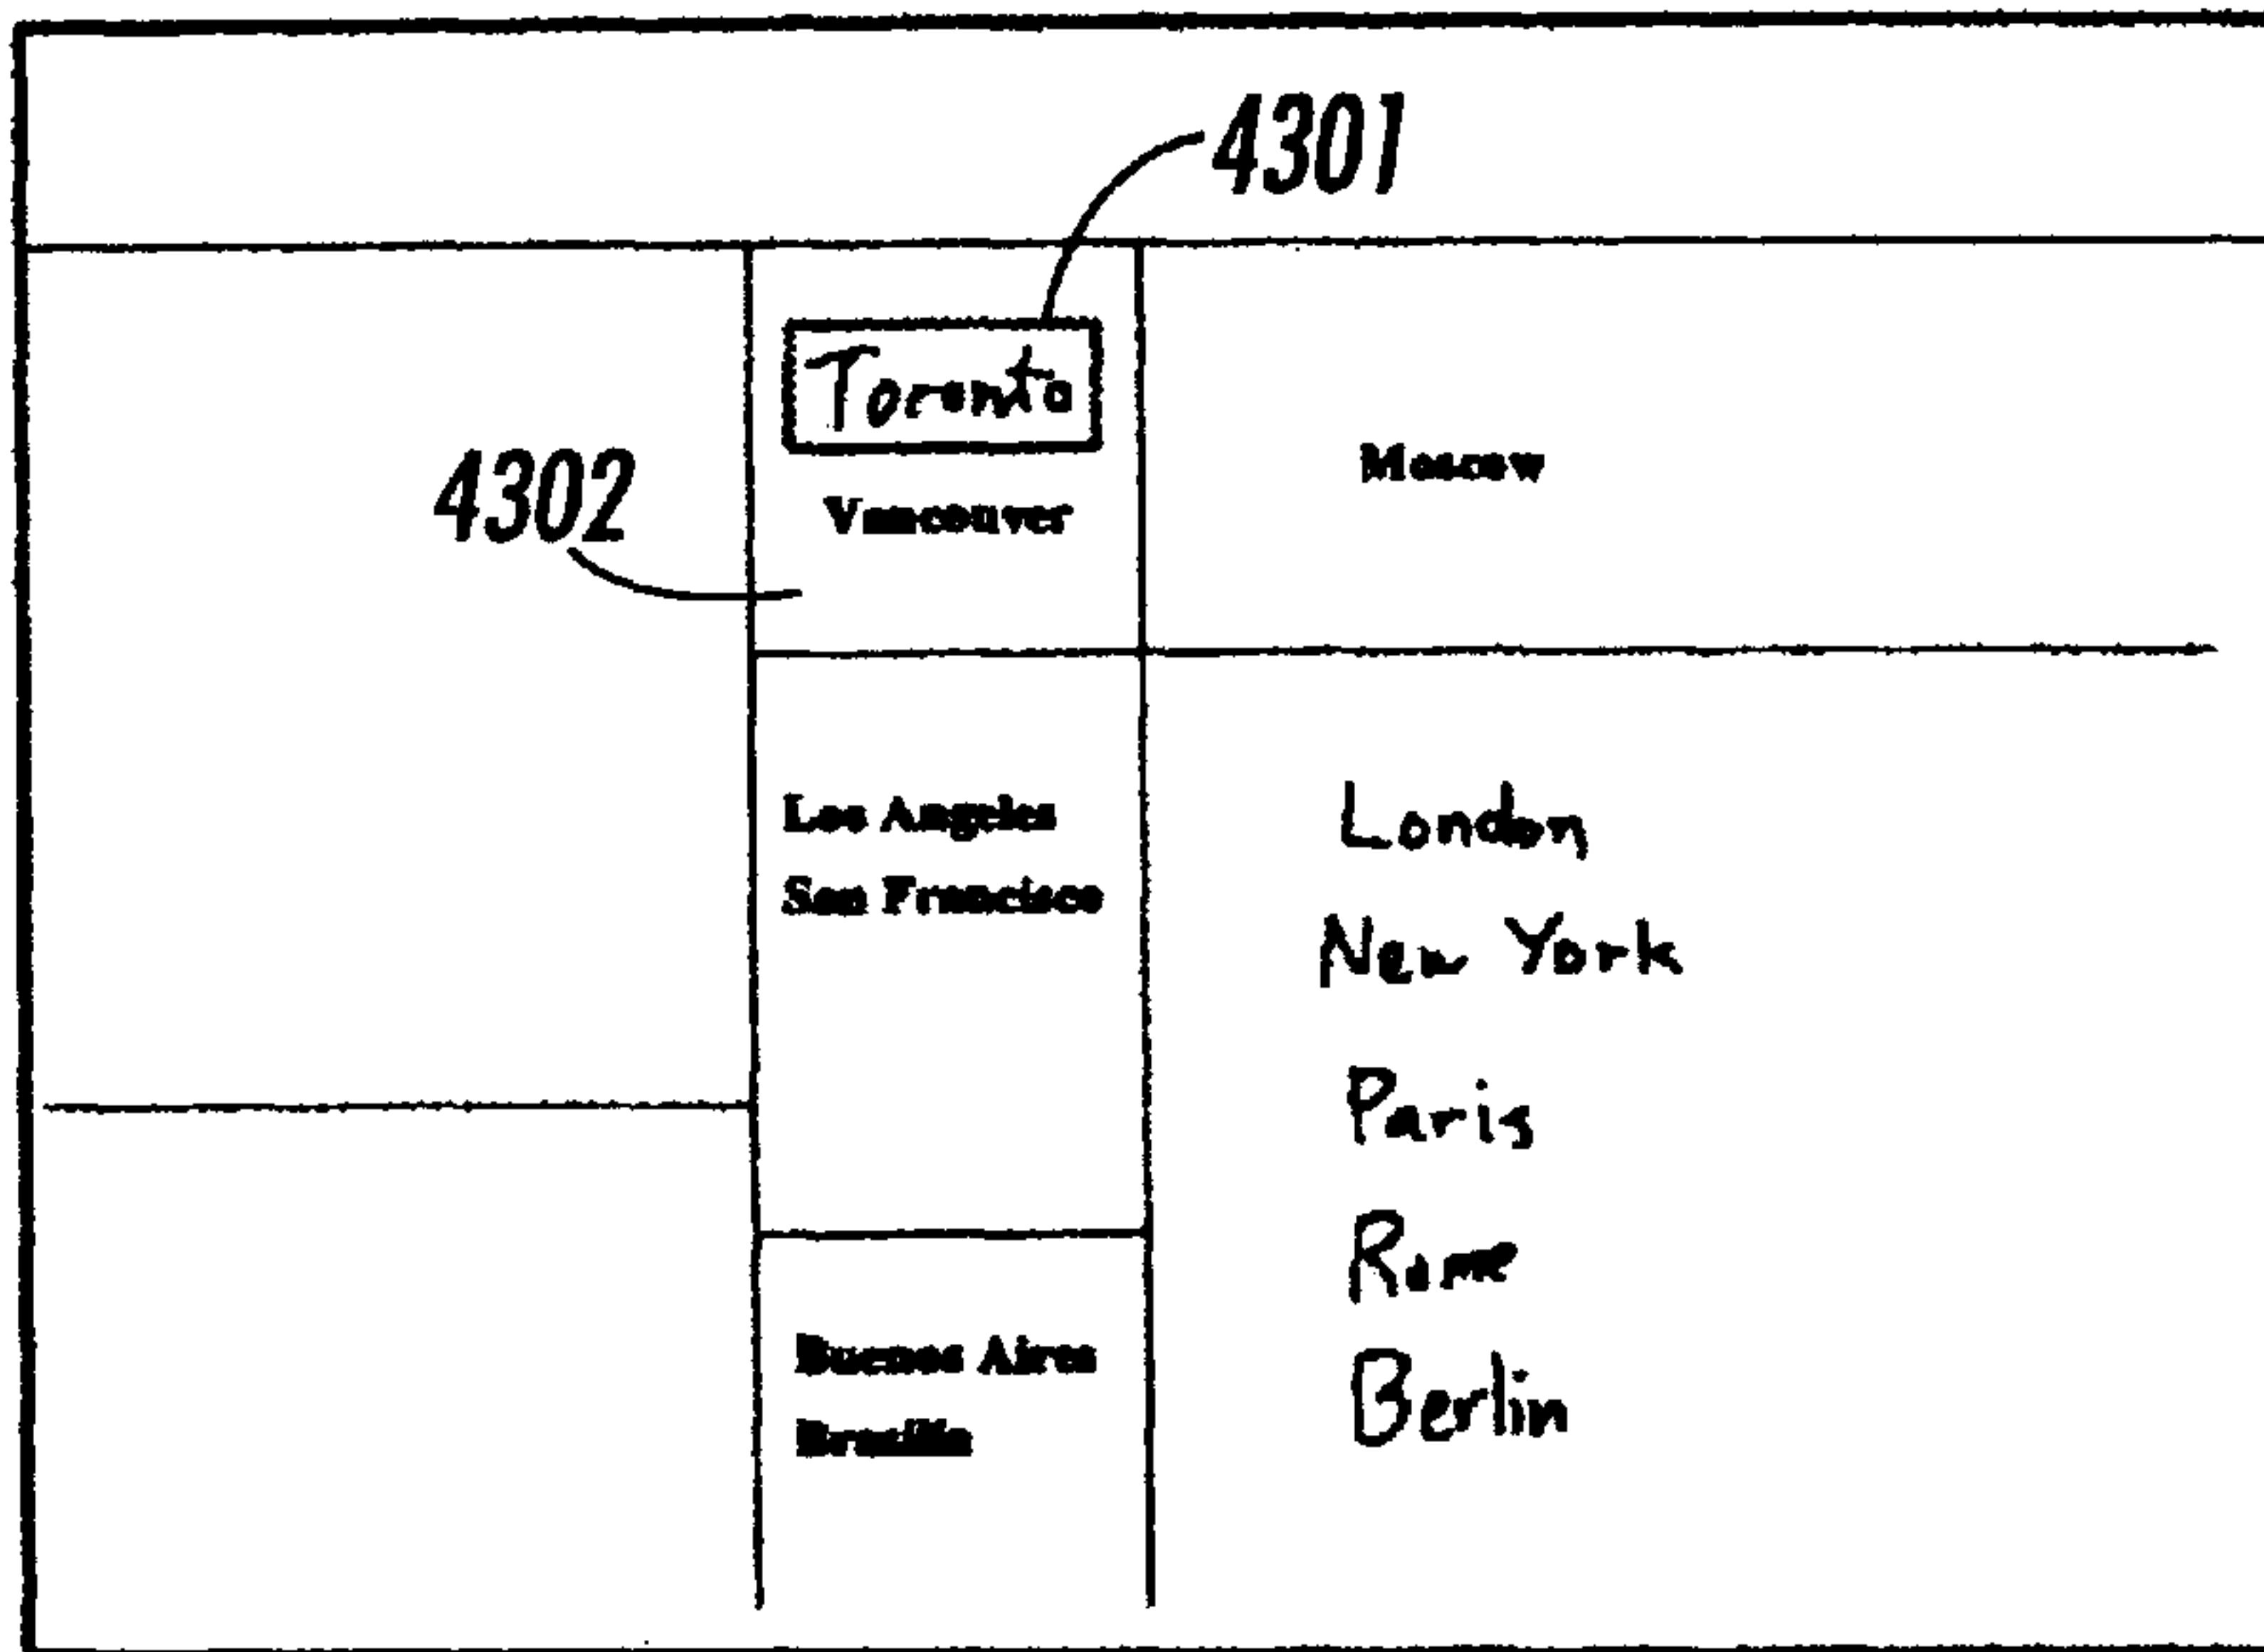 4301
Toronto
4302
Vancouver
Moscow
Los Angeles
San Francisco
London
New York
Paris
Rome
Berlin
Buenos Aires
Brasilia